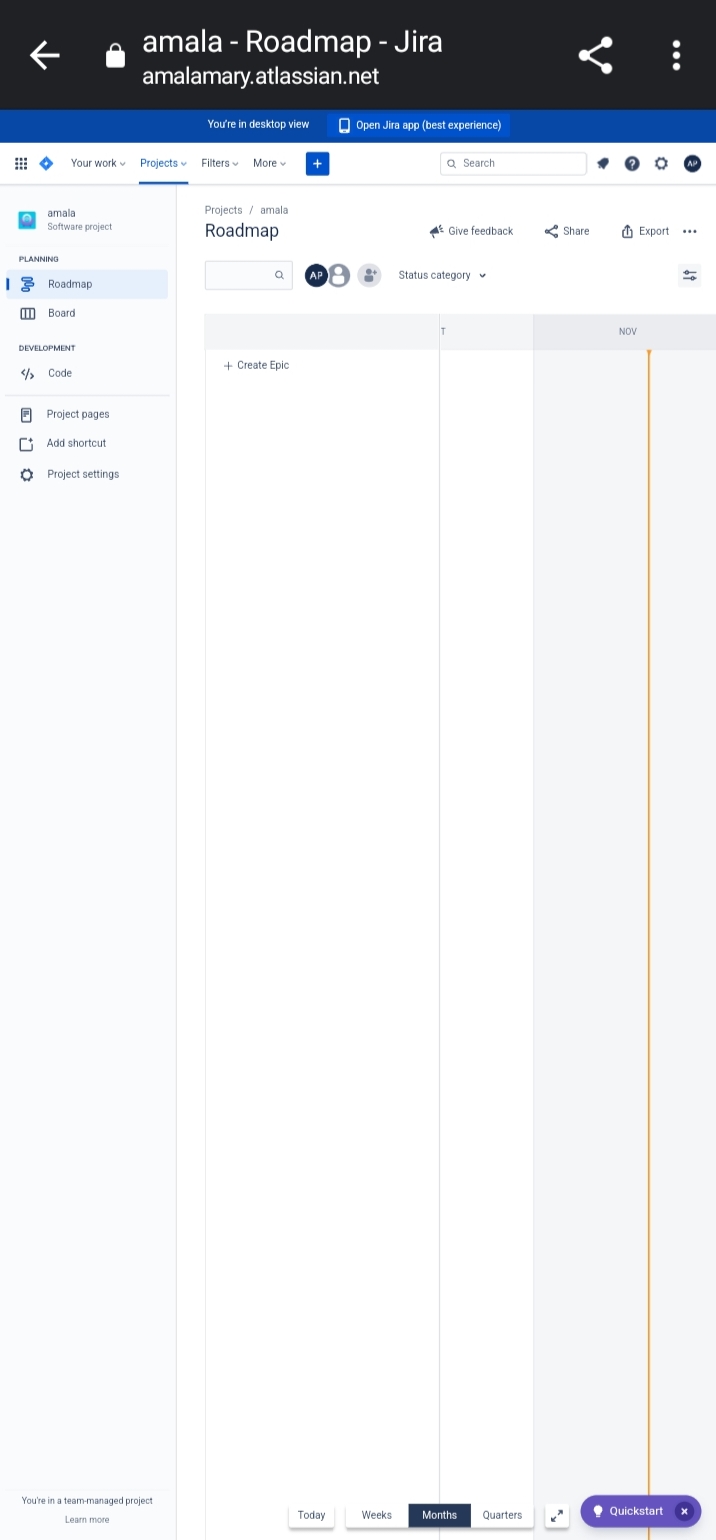 amala - Roadmap - Jira
amalamary.atlassian.net
You're in desktop view Open Jira app (best experience)
Your work Projects Filters More + Search AP
amala
Software project
Projects / amala
Roadmap
Give feedback Share Export
PLANNING
Roadmap
Board
AP Status category
DEVELOPMENT
Code
T NOV
+ Create Epic
Project pages
Add shortcut
Project settings
You're in a team-managed project
Learn more
Today Weeks Months Quarters Quickstart